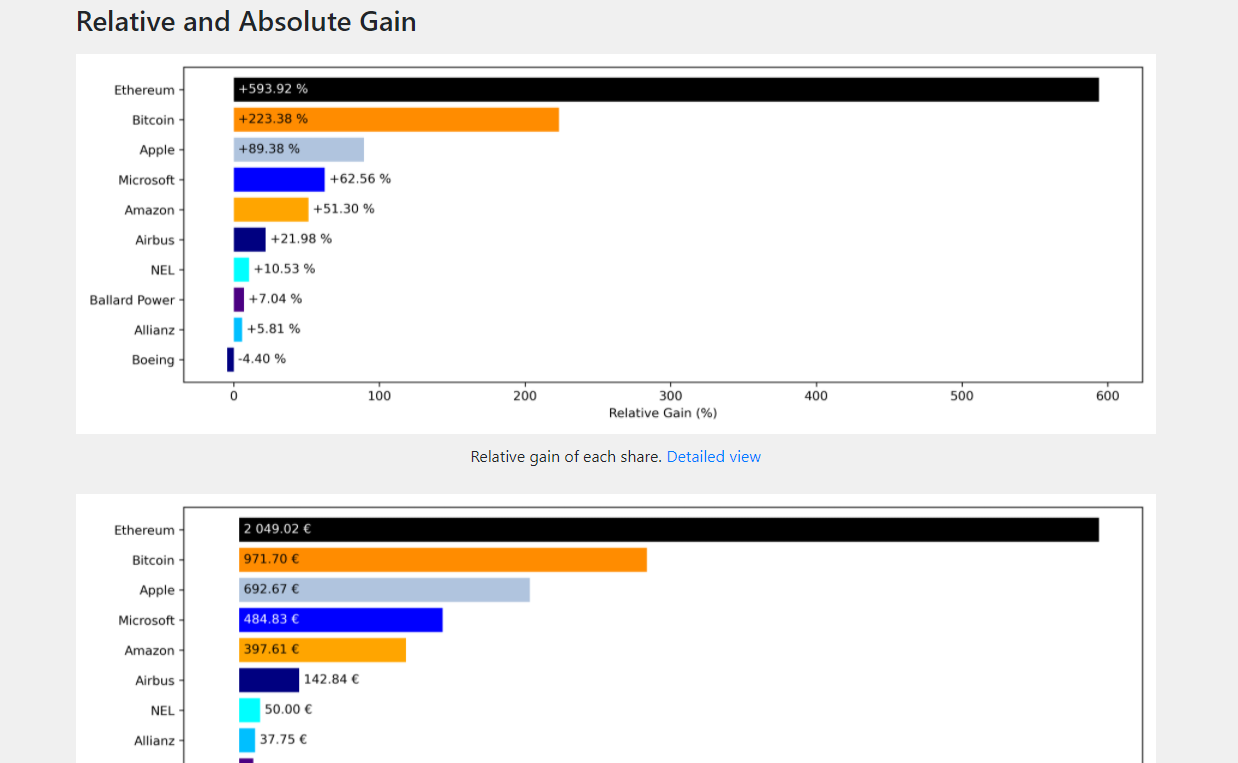 Relative and Absolute Gain
Ethereum +593.92 %
Bitcoin +223.38 %
Apple +89.38 %
Microsoft +62.56 %
Amazon +51.30 %
Airbus +21.98 %
NEL +10.53 %
Ballard Power +7.04 %
Allianz +5.81 %
Boeing -4.40 %
0 100 200 300 400 500 600
Relative Gain (%)
Relative gain of each share. Detailed view
Ethereum 2 049.02 €
Bitcoin 971.70 €
Apple 692.67 €
Microsoft 484.83 €
Amazon 397.61 €
Airbus 142.84 €
NEL 50.00 €
Allianz 37.75 €